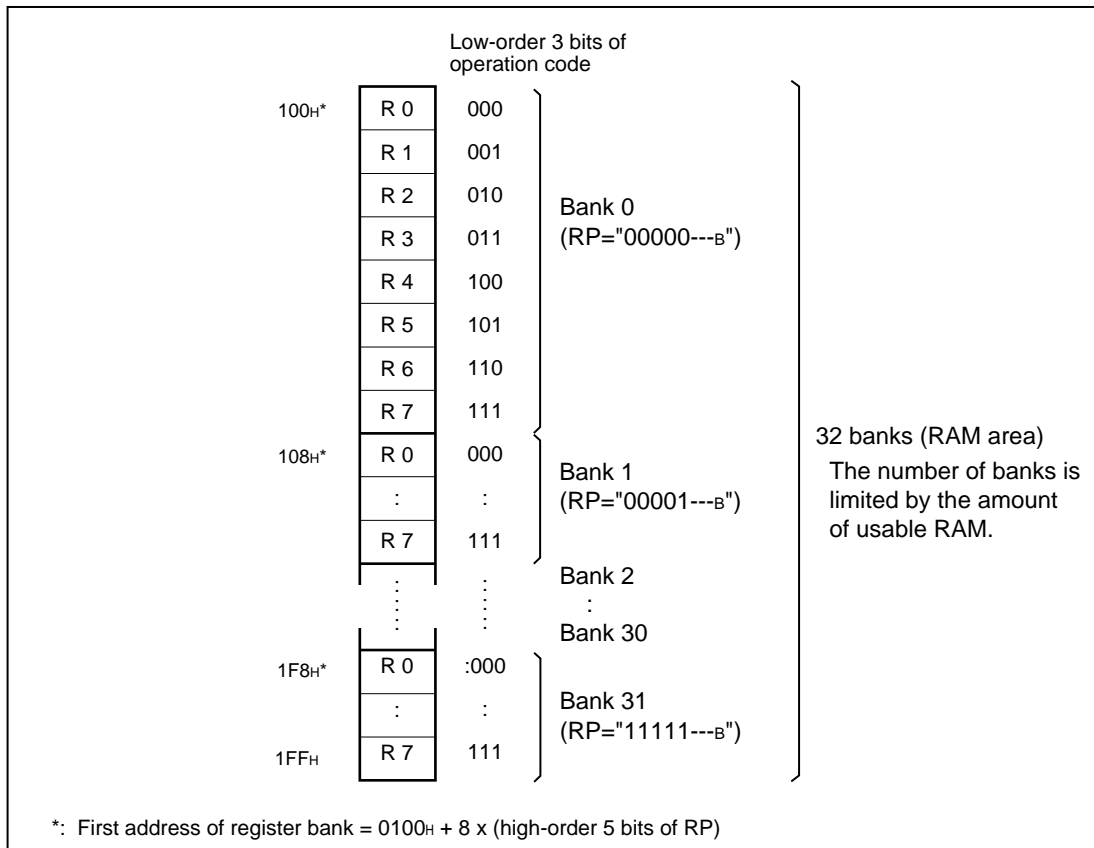 Low-order 3 bits of
operation code
100H* R 0 000
R 1 001
R 2 010
R 3 011
R 4 100
R 5 101
R 6 110
R 7 111
Bank 0
(RP="00000---B")
108H* R 0 000
: :
R 7 111
Bank 1
(RP="00001---B")
Bank 2
:
Bank 30
1F8H* R 0 :000
: :
1FFH R 7 111
Bank 31
(RP="11111---B")
32 banks (RAM area)
The number of banks is
limited by the amount
of usable RAM.
*: First address of register bank = 0100H + 8 x (high-order 5 bits of RP)